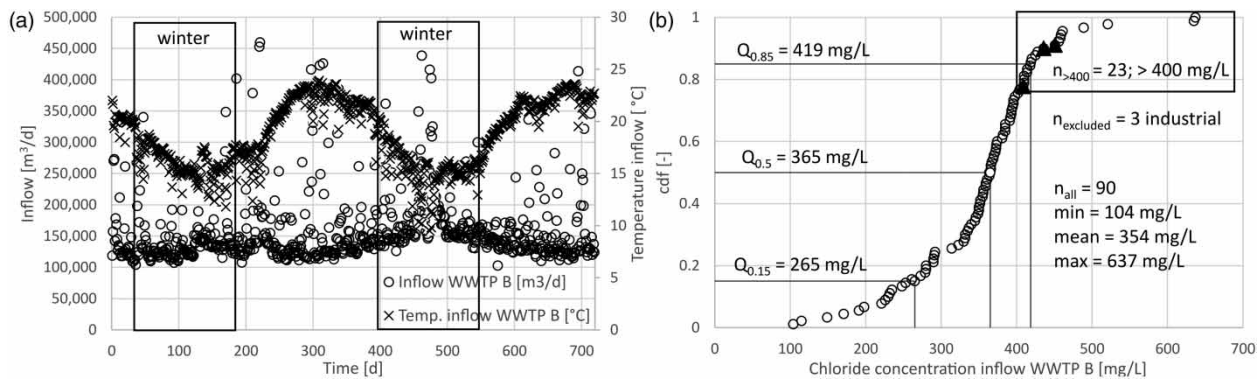 (a)
500,000
450,000
400,000
350,000
300,000
250,000
200,000
150,000
100,000
50,000
0
Inflow [m³/d]
winter
winter
30
25
20
15
10
5
0
Temperature inflow [ °C]
Inflow WWTP B [m3/d]
Temp. inflow WWTP B [°C]
0 100 200 300 400 500 600 700
Time [d]
(b)
1
0.8
0.6
0.4
0.2
0
cdf [-]
Q0.85 = 419 mg/L
Q0.5 = 365 mg/L
Q0.15 = 265 mg/L
n>400 = 23; > 400 mg/L
nexcluded = 3 industrial
nall = 90
min = 104 mg/L
mean = 354 mg/L
max = 637 mg/L
0 100 200 300 400 500 600 700
Chloride concentration inflow WWTP B [mg/L]